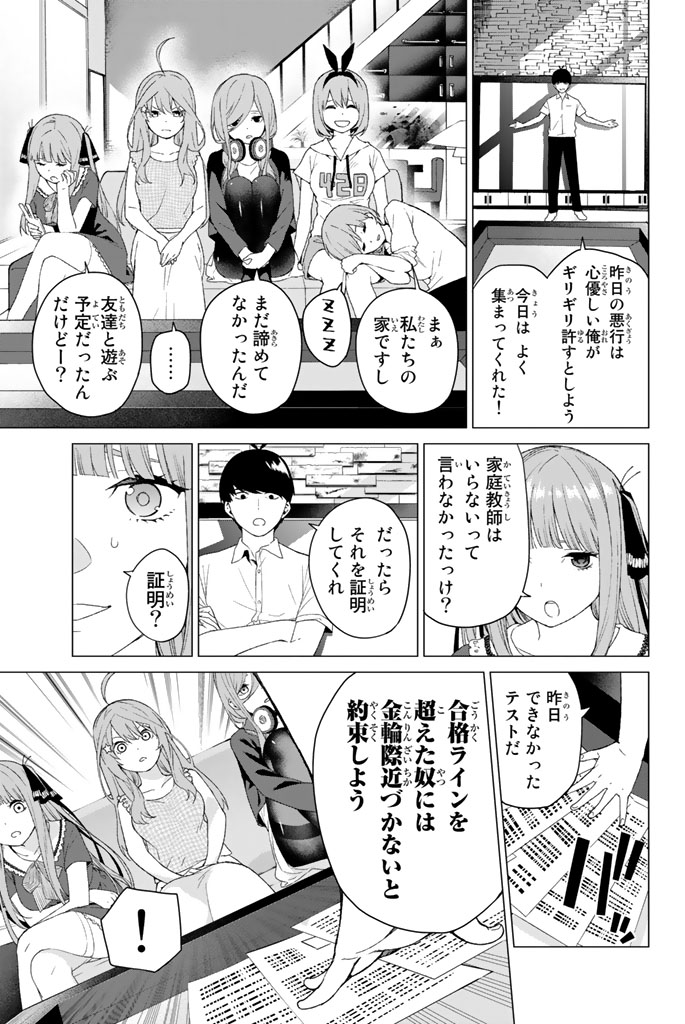 昨日の悪行は
心優しい俺が
ギリギリ許すとしよう
今日は よく
集まってくれた!
まぁ
私たちの
家ですし
ZZZ
まだ諦めて
なかったんだ
……
友達と遊ぶ
予定だったん
だけどー?
428
家庭教師は
いらないって
言わなかったっけ?
だったら
それを証明
してくれ
証明?
昨日
できなかった
テストだ
バン
合格ラインを
超えた奴には
金輪際近づかないと
約束しよう
!